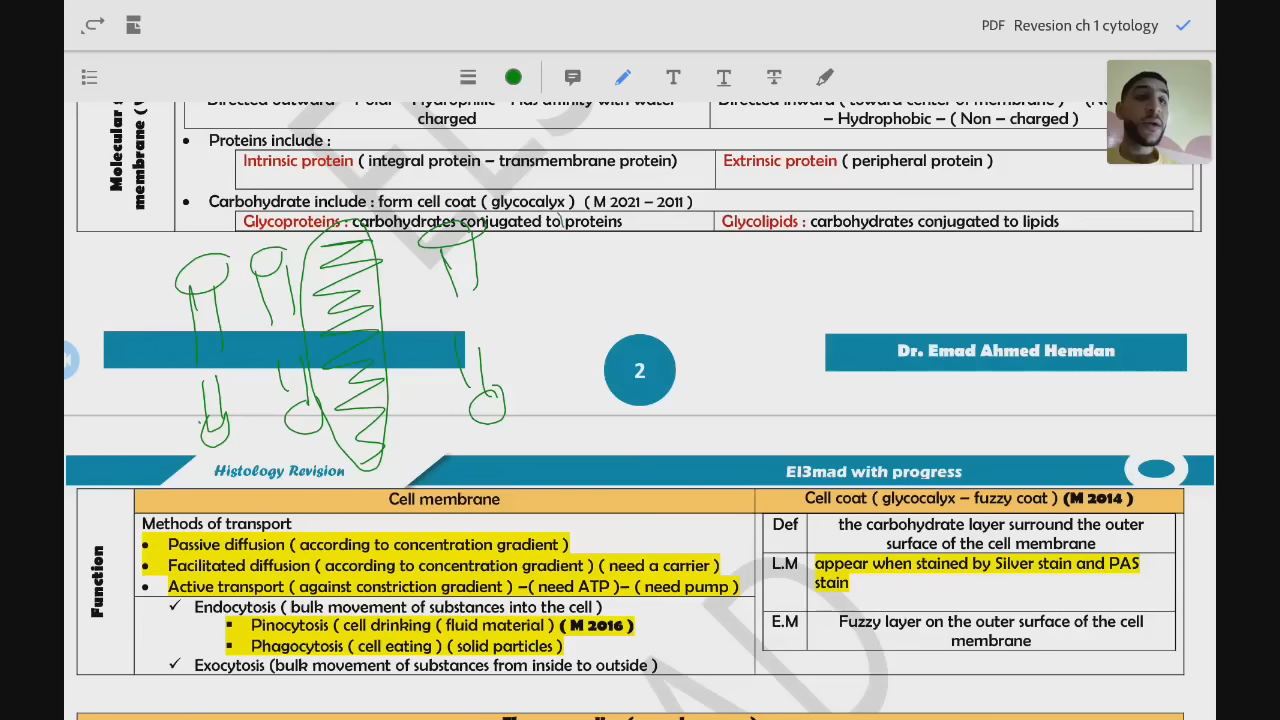 PDF Revesion ch 1 cytology
Molecular
membrane (
Directed outward – Polar – Hydrophilic – Has affinity with water
charged
Directed inward ( toward center of membrane ) –
– Hydrophobic – ( Non – charged )
• Proteins include :
Intrinsic protein ( integral protein – transmembrane protein)
Extrinsic protein ( peripheral protein )
• Carbohydrate include : form cell coat ( glycocalyx ) ( M 2021 – 2011 )
Glycoproteins : carbohydrates conjugated to proteins
Glycolipids : carbohydrates conjugated to lipids
2
Dr. Emad Ahmed Hemdan
Histology Revision
El3mad with progress
Function
Cell membrane
Cell coat ( glycocalyx – fuzzy coat ) (M 2014 )
Methods of transport
• Passive diffusion ( according to concentration gradient )
• Facilitated diffusion ( according to concentration gradient ) ( need a carrier )
• Active transport ( against constriction gradient ) –( need ATP ) – ( need pump )
✓ Endocytosis ( bulk movement of substances into the cell )
▪ Pinocytosis ( cell drinking ( fluid material ) ( M 2016 )
▪ Phagocytosis ( cell eating ) ( solid particles )
✓ Exocytosis (bulk movement of substances from inside to outside )
Def the carbohydrate layer surround the outer
surface of the cell membrane
L.M appear when stained by Silver stain and PAS
stain
E.M Fuzzy layer on the outer surface of the cell
membrane